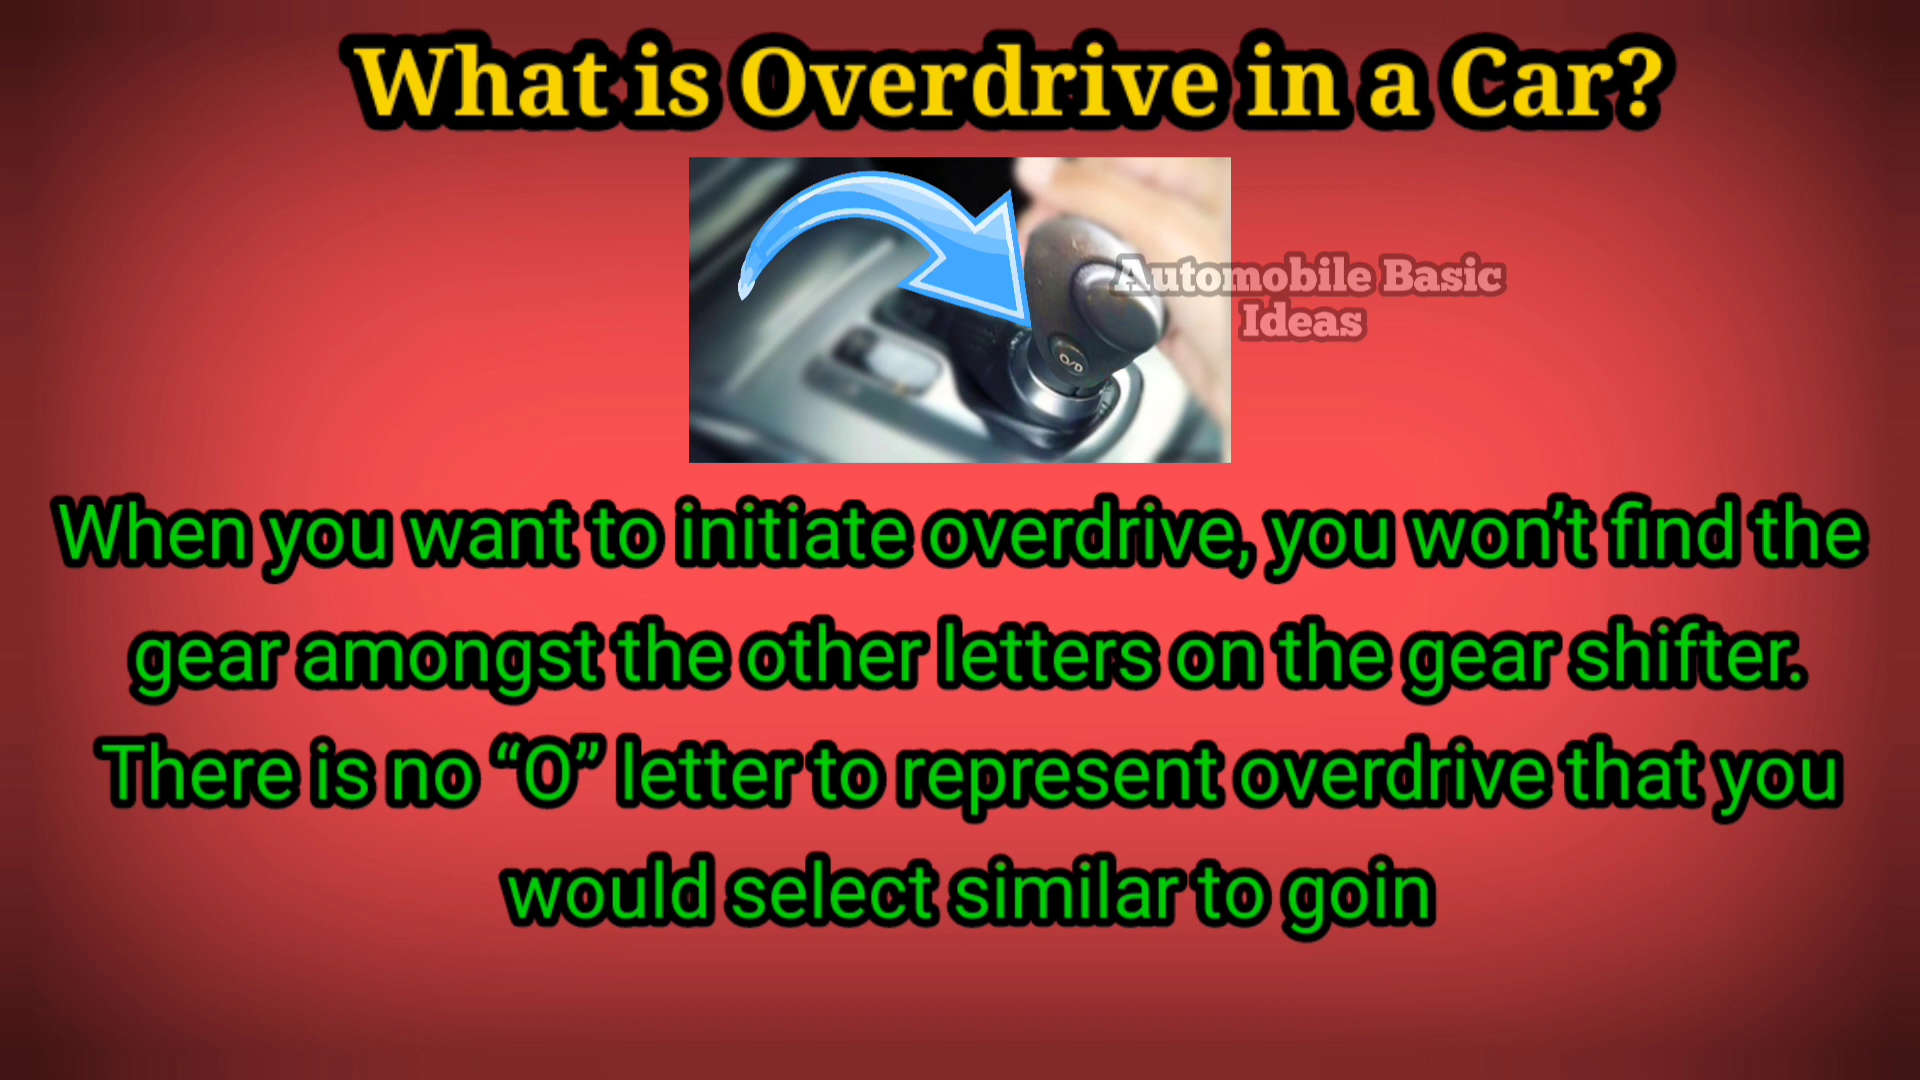 What is Overdrive in a Car?
Automobile Basic
Ideas
O/D
When you want to initiate overdrive, you won’t find the
gear amongst the other letters on the gear shifter.
There is no “O” letter to represent overdrive that you
would select similar to goin